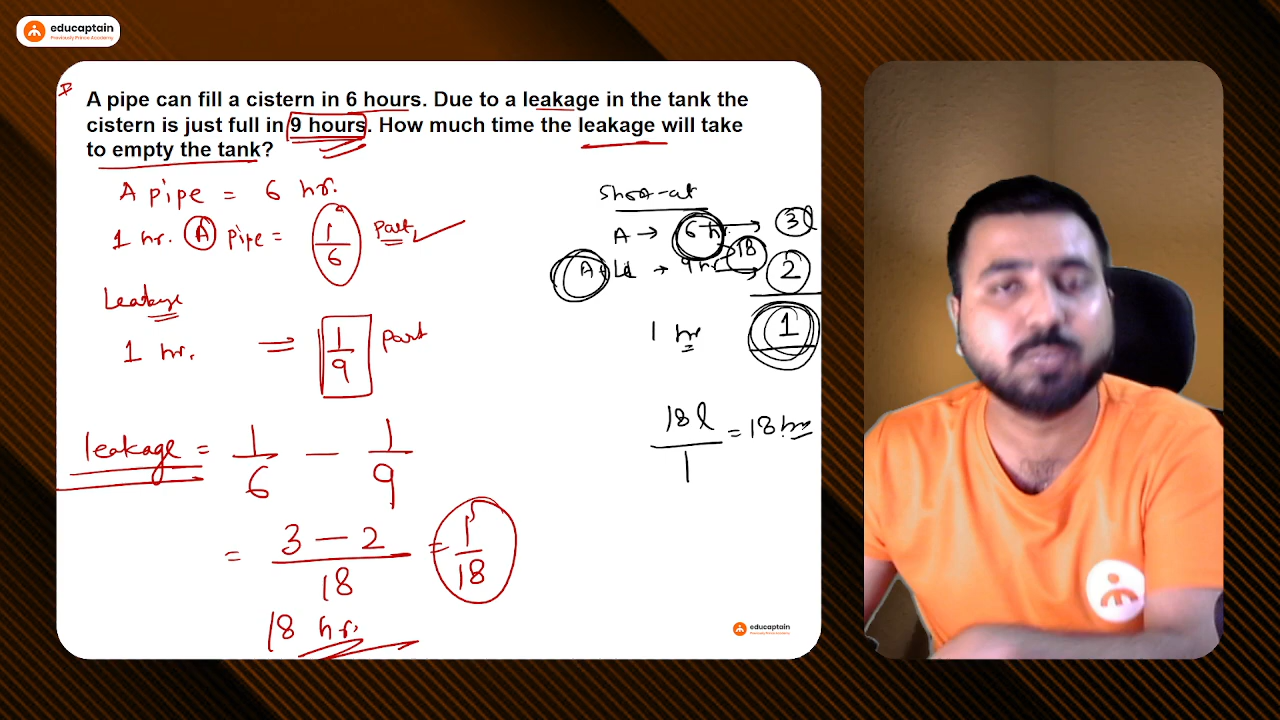 educaptain
Previously Prince Academy
A pipe can fill a cistern in 6 hours. Due to a leakage in the tank the
cistern is just full in 9 hours. How much time the leakage will take
to empty the tank?
A pipe = 6 hr.
1 hr. A pipe = 1/6 part
Leakage
1 hr. ⇒ 1/9 part
leakage = 1/6 − 1/9
= 3 − 2 / 18 = 1/18
18 hr.
Short-cut
A → 6 hr. → 3l
18
A+L → 9 hr → 2
1 hr 1
18 l / 1 = 18 hrs
educaptain